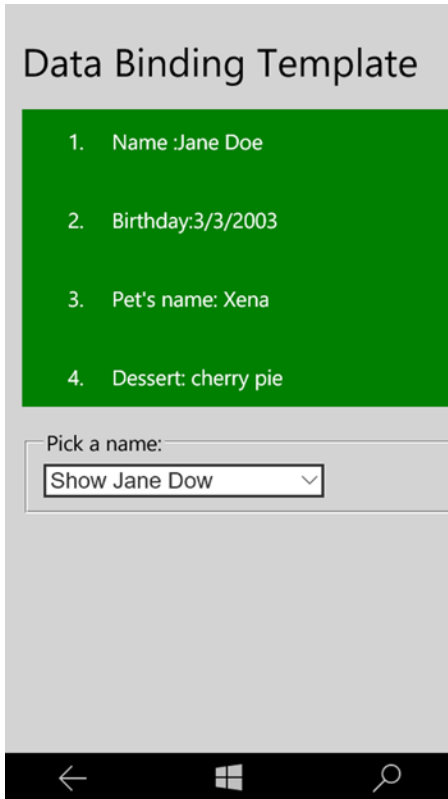 Data Binding Template
1. Name :Jane Doe
2. Birthday:3/3/2003
3. Pet's name: Xena
4. Dessert: cherry pie
Pick a name:
Show Jane Dow